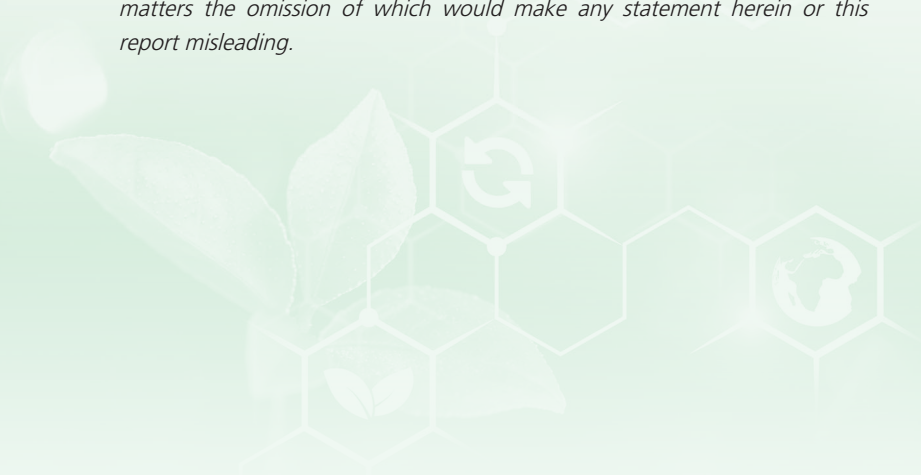 matters the omission of which would make any statement herein or this
report misleading.